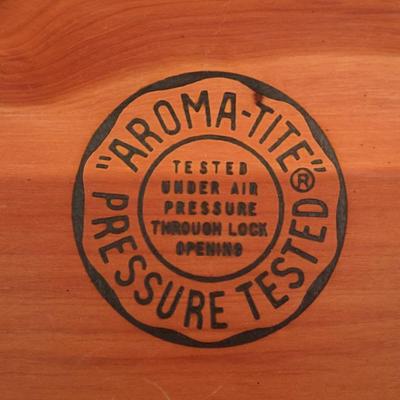 "AROMA-TITE"®
PRESSURE TESTED
TESTED
UNDER AIR
PRESSURE
THROUGH LOCK
OPENING